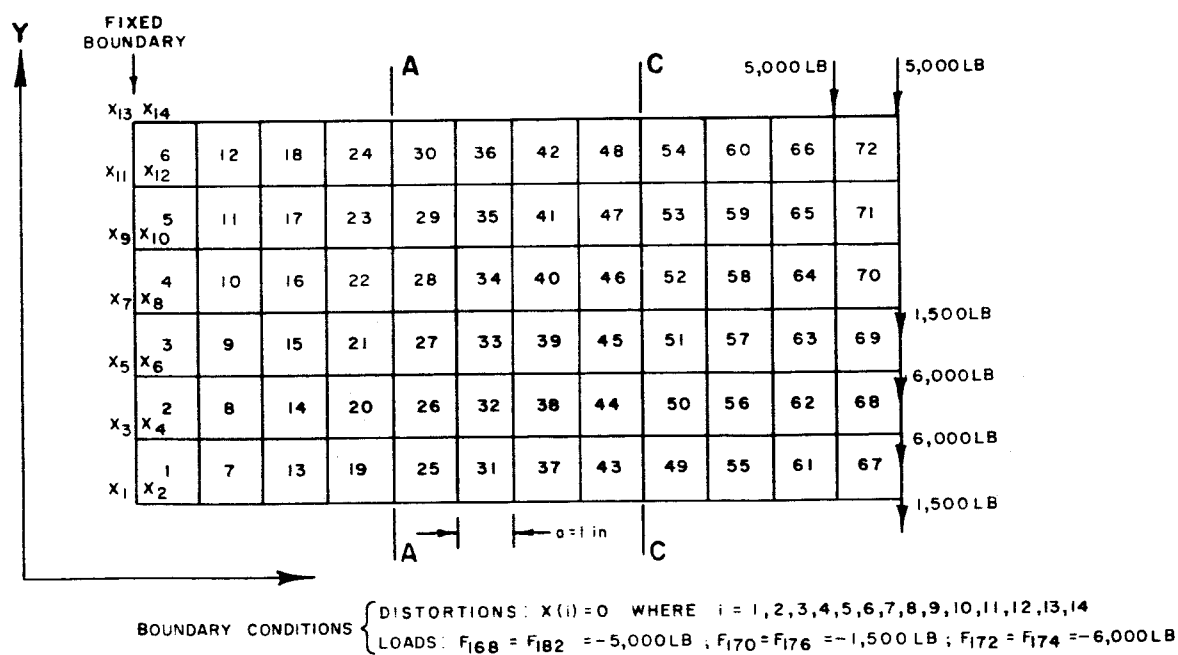 Y
FIXED
BOUNDARY
A
C
5,000 LB
5,000 LB
X13 X14
6 12 18 24 30 36 42 48 54 60 66 72
X11 X12
5 11 17 23 29 35 41 47 53 59 65 71
X9 X10
4 10 16 22 28 34 40 46 52 58 64 70
X7 X8
1,500 LB
3 9 15 21 27 33 39 45 51 57 63 69
X5 X6
6,000 LB
2 8 14 20 26 32 38 44 50 56 62 68
X3 X4
6,000 LB
1 7 13 19 25 31 37 43 49 55 61 67
X1 X2
1,500 LB
a=1 in
A
C
BOUNDARY CONDITIONS
DISTORTIONS: X(i)=0 WHERE i = 1,2,3,4,5,6,7,8,9,10,11,12,13,14
LOADS: F168 = F182 = -5,000 LB ; F170 = F176 = -1,500 LB ; F172 = F174 = -6,000 LB